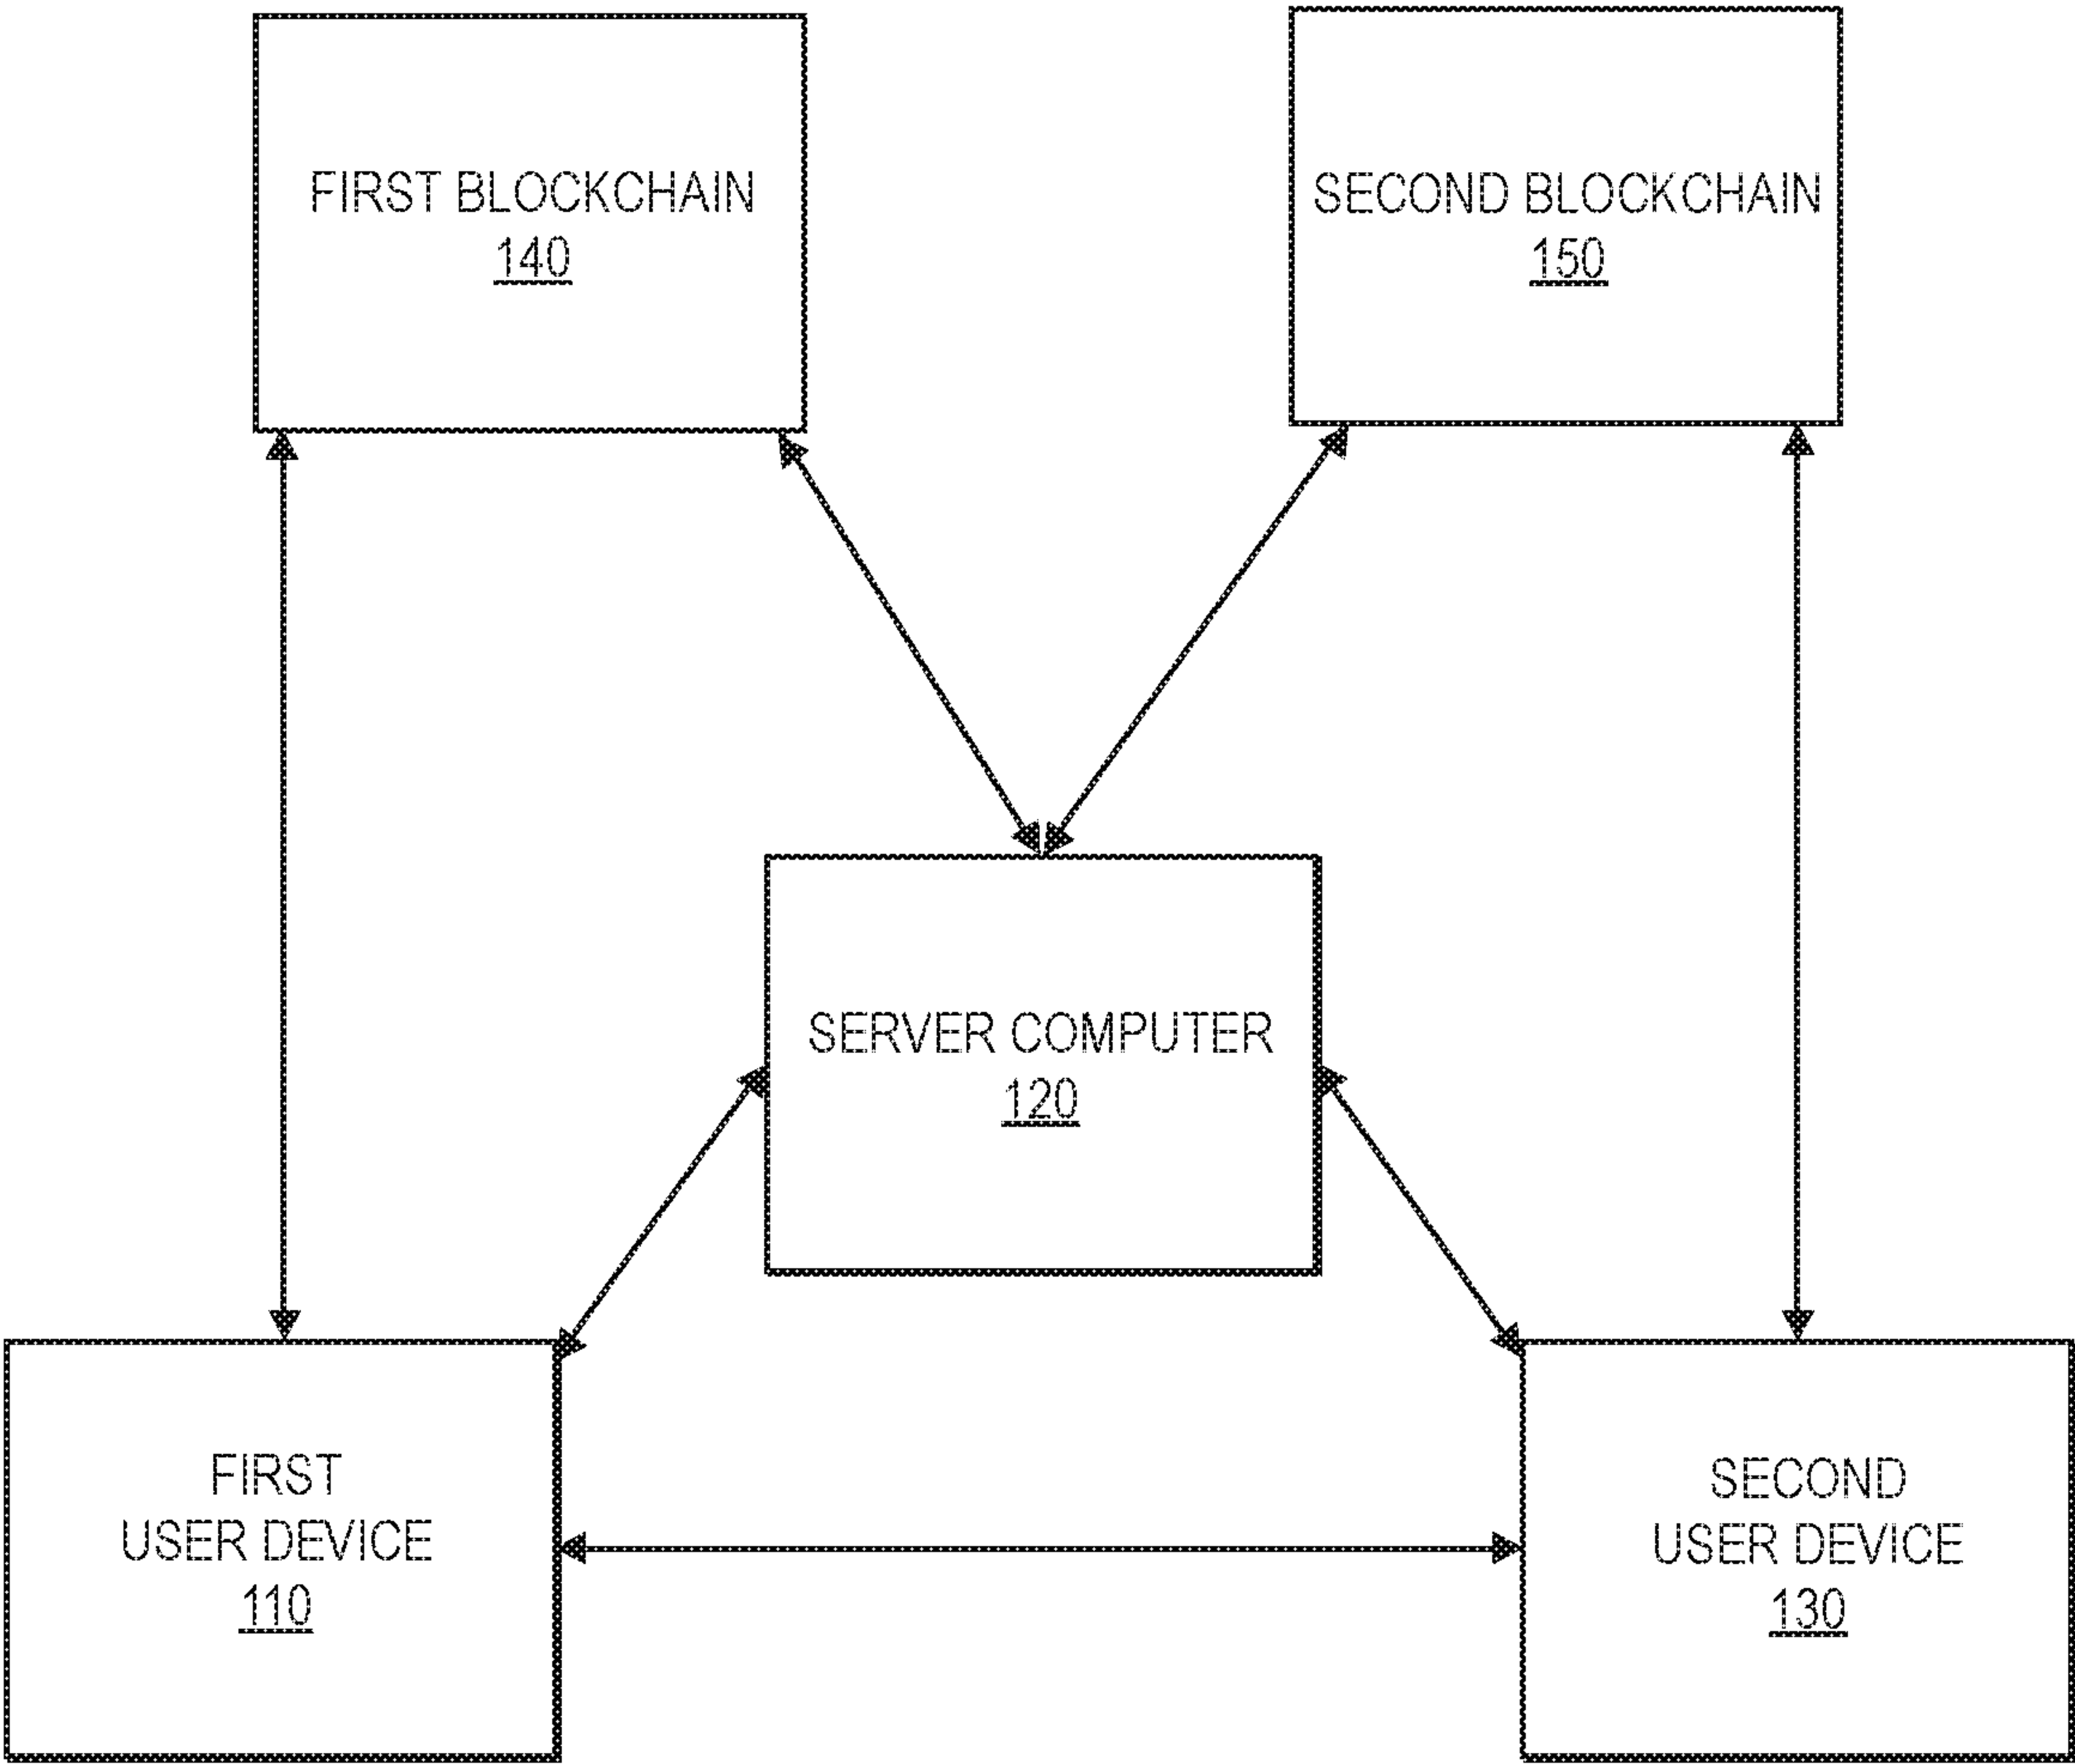 FIRST BLOCKCHAIN
140
SECOND BLOCKCHAIN
150
SERVER COMPUTER
120
FIRST
USER DEVICE
110
SECOND
USER DEVICE
130